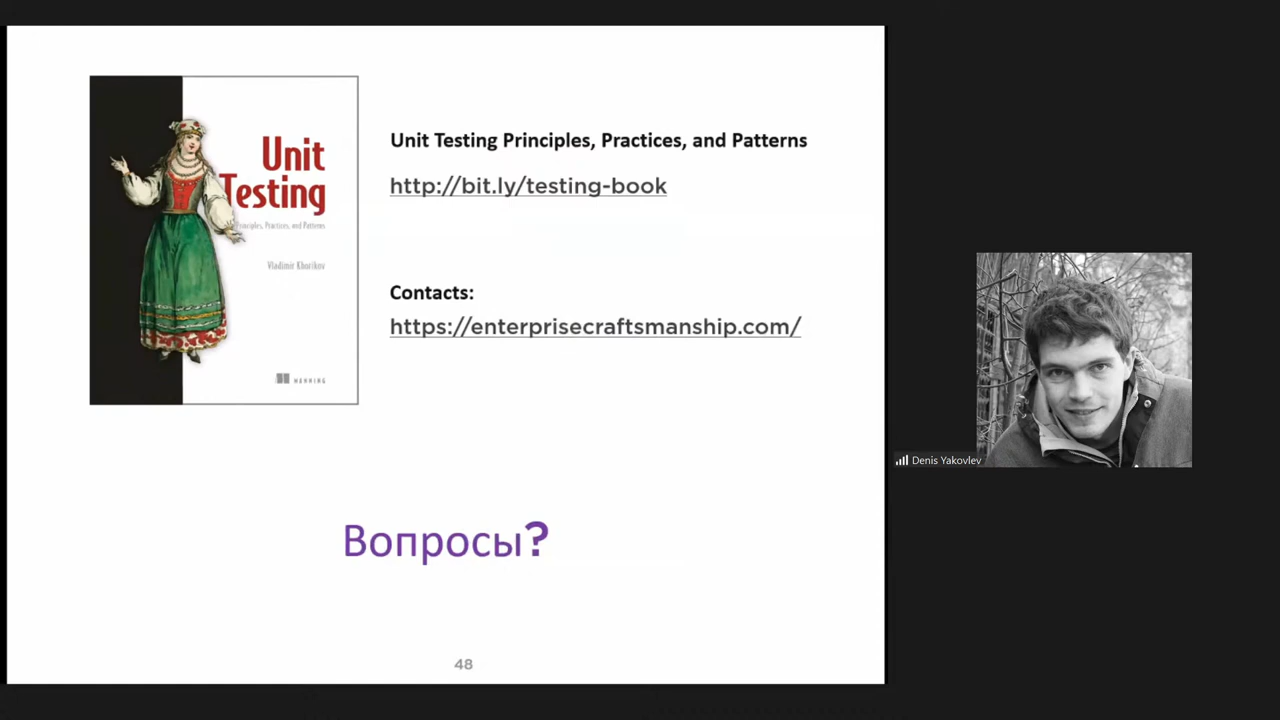 Unit
Testing
Principles, Practices, and Patterns
Vladimir Khorikov
MANNING
Unit Testing Principles, Practices, and Patterns
http://bit.ly/testing-book
Contacts:
https://enterprisecraftsmanship.com/
Вопросы?
48
Denis Yakovlev